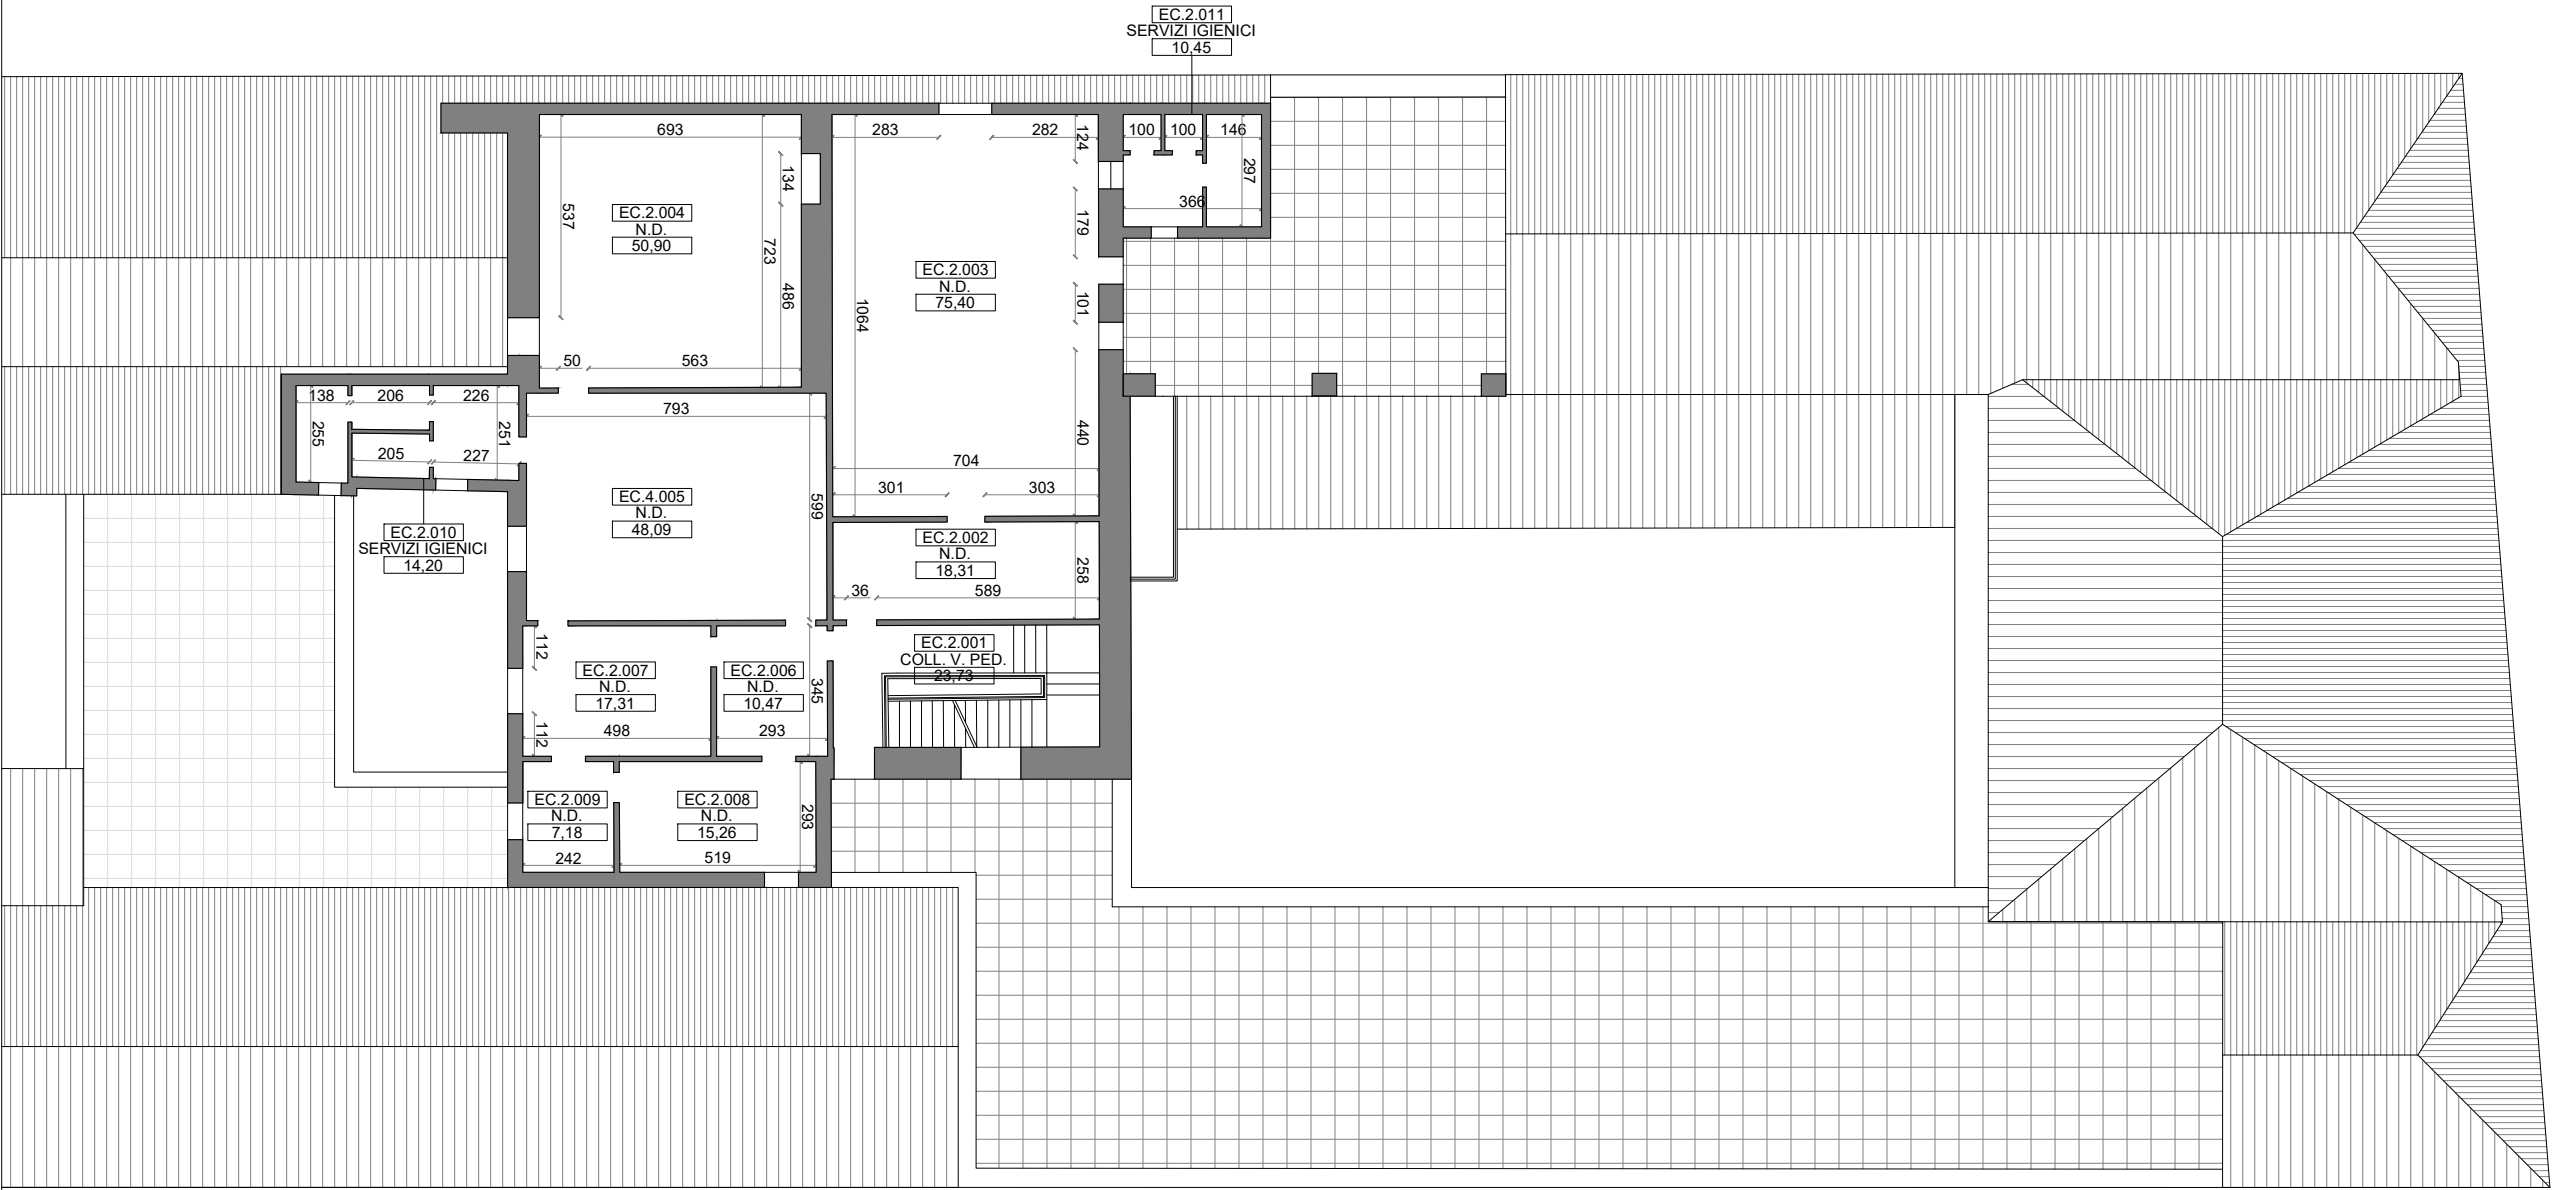 EC.2.011
SERVIZI IGIENICI
10,45
693
283
282
124
100
100
146
297
134
537
EC.2.004
N.D.
50,90
723
486
366
179
EC.2.003
N.D.
75,40
1064
101
50
563
138
206
226
255
251
205
227
793
440
704
301
303
EC.4.005
N.D.
48,09
599
EC.2.010
SERVIZI IGIENICI
14,20
EC.2.002
N.D.
18,31
258
36
589
EC.2.001
COLL. V. PED.
23,73
112
EC.2.007
N.D.
17,31
EC.2.006
N.D.
10,47
345
112
498
293
EC.2.009
N.D.
7,18
EC.2.008
N.D.
15,26
293
242
519